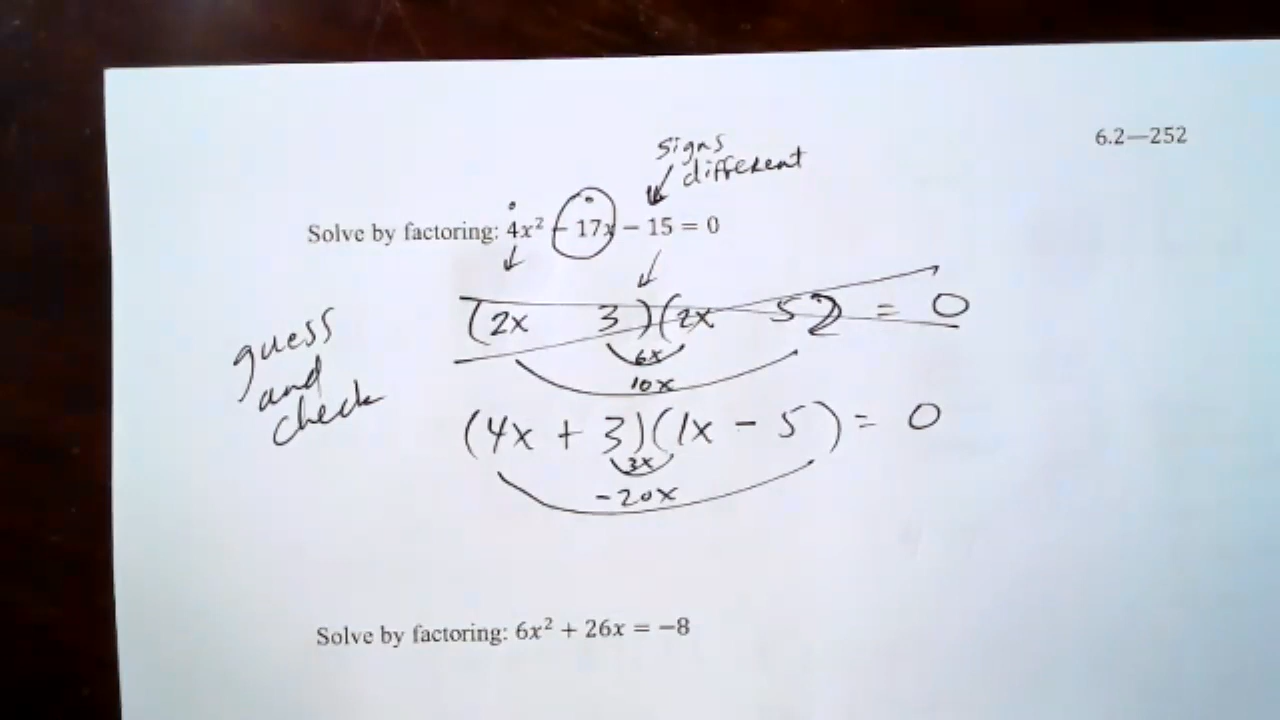 6.2—252
signs
different
Solve by factoring: 4x² − 17x − 15 = 0
(2x 3)(2x 5) = 0
6x
10x
guess
and
check
(4x + 3)(1x − 5) = 0
3x
−20x
Solve by factoring: 6x² + 26x = −8